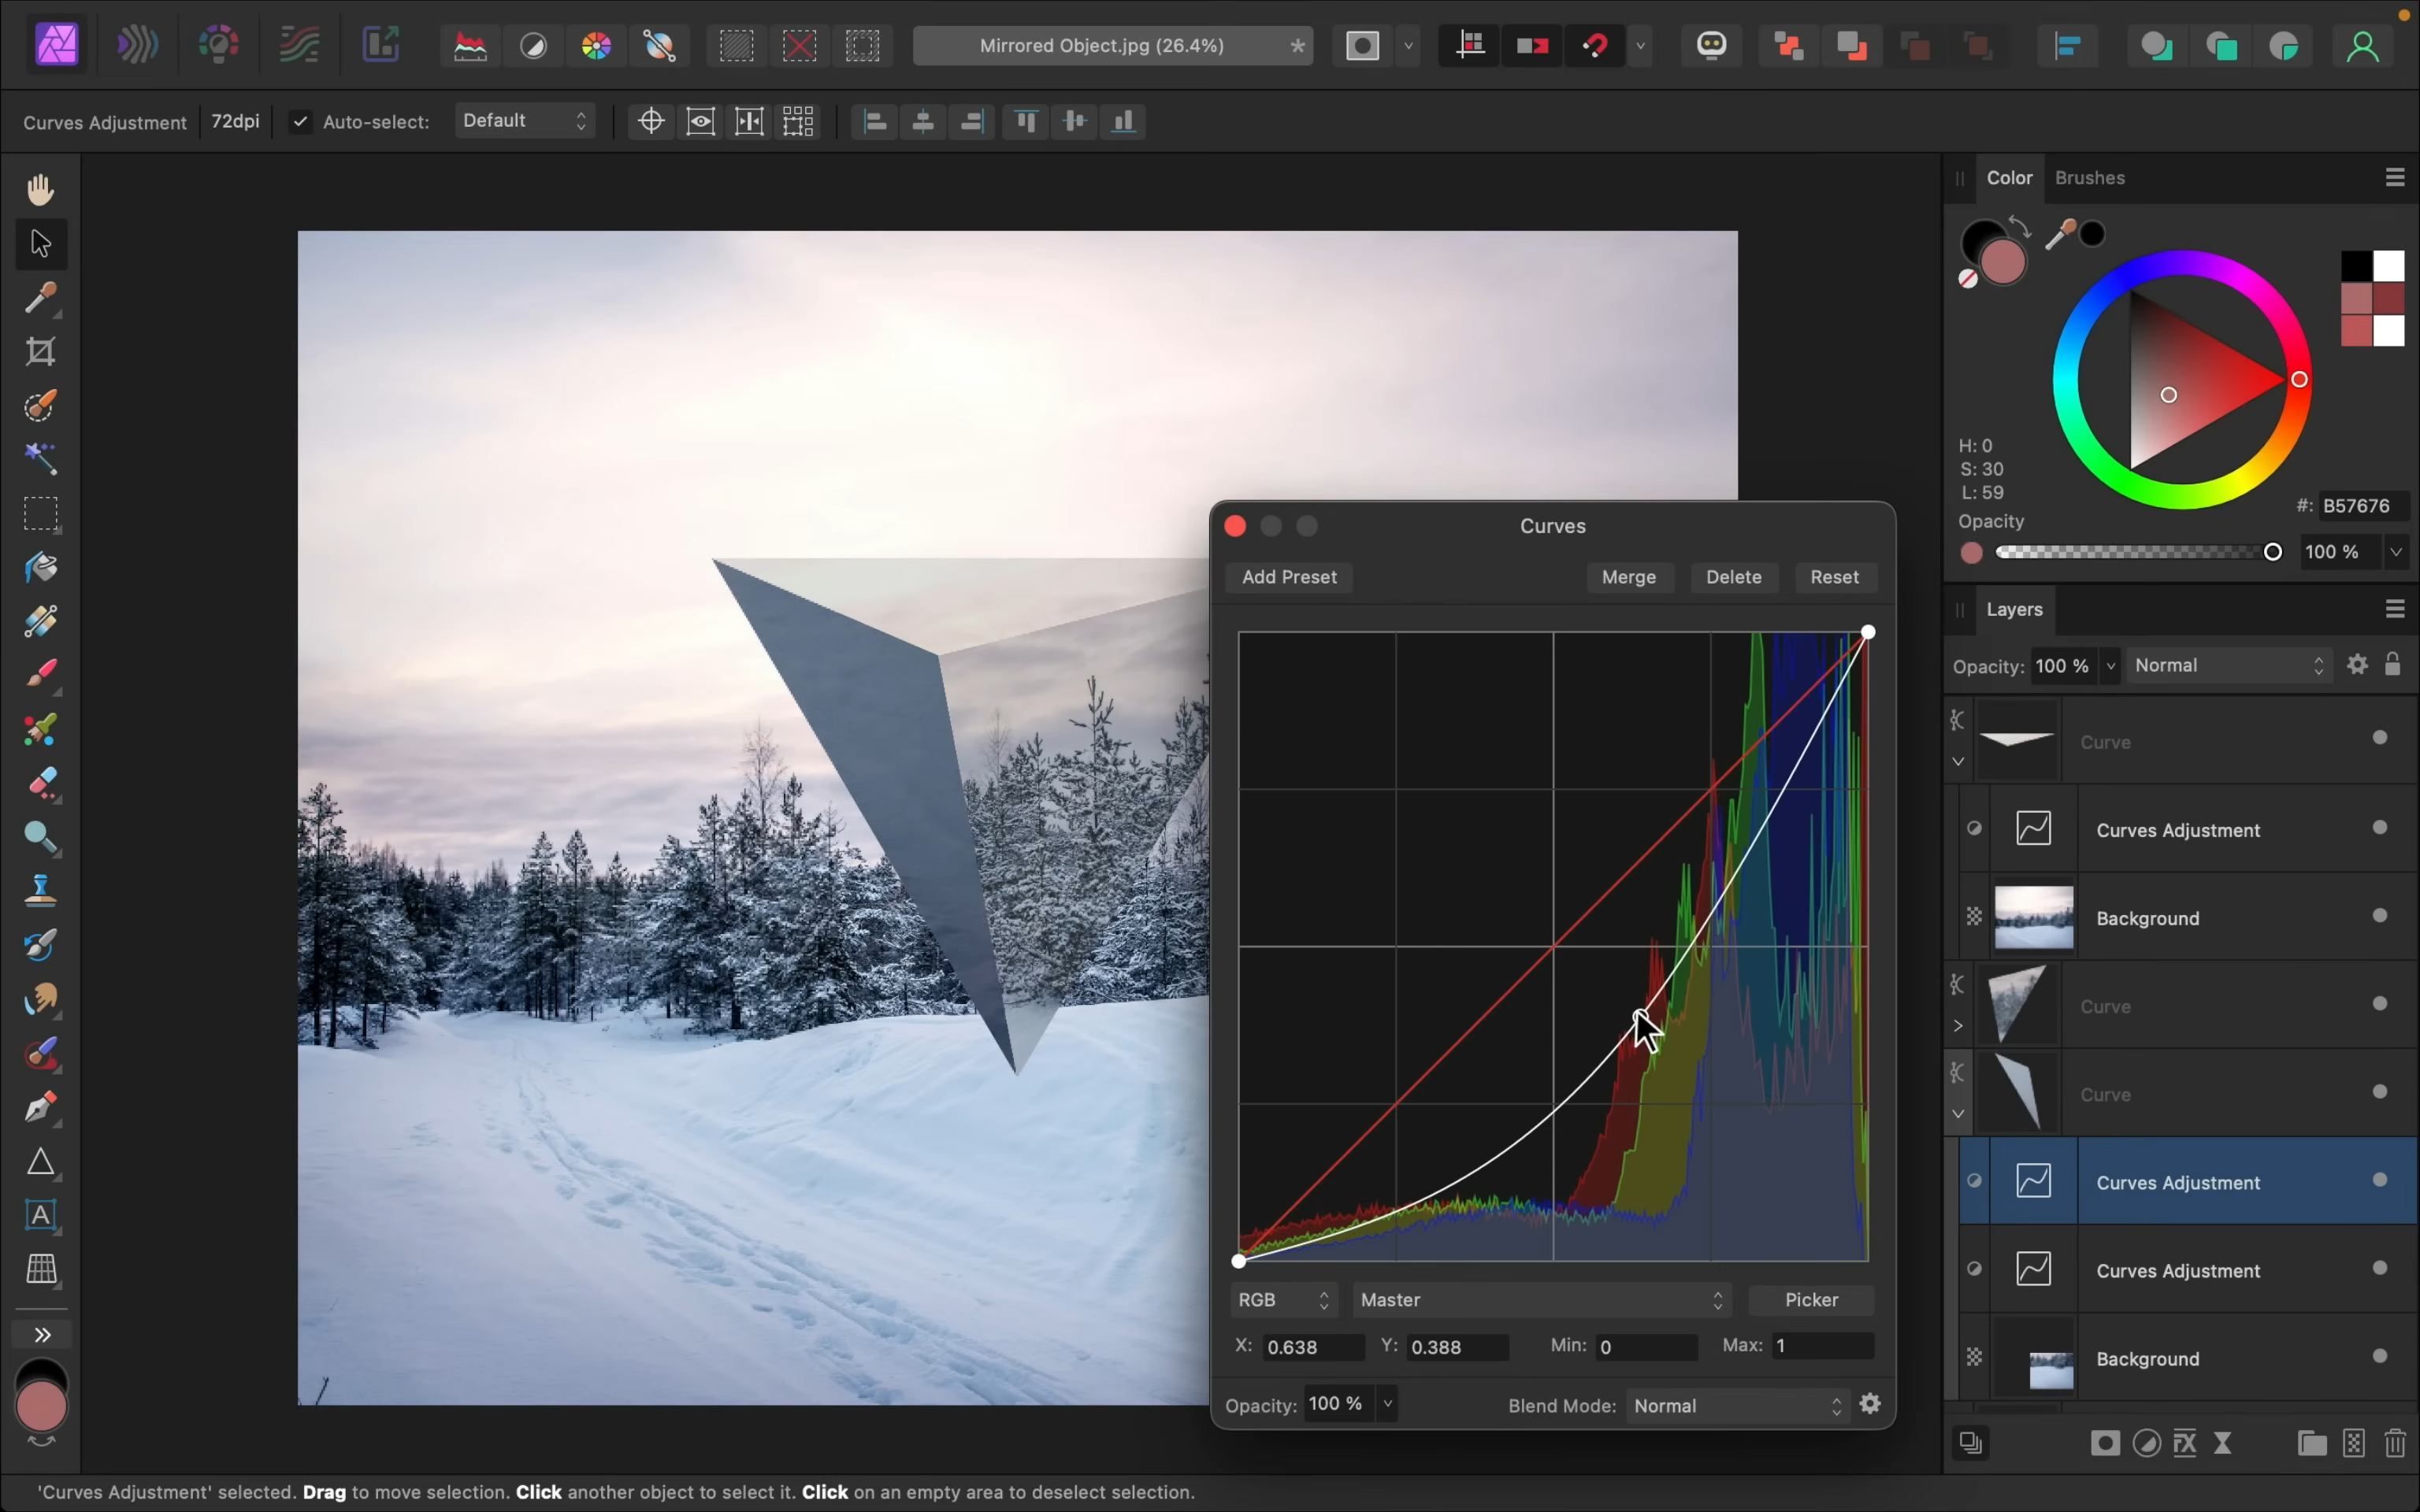 Mirrored Object.jpg (26.4%)
*
Curves Adjustment
72dpi
Auto-select:
Default
Color
Brushes
H: 0
S: 30
L: 59
#: B57676
Opacity
100 %
Curves
Add Preset
Merge
Delete
Reset
RGB
Master
Picker
X: 0.638
Y: 0.388
Min: 0
Max: 1
Opacity: 100 %
Blend Mode: Normal
Layers
Opacity: 100 %
Normal
Curve
Curves Adjustment
Background
Curve
Curve
Curves Adjustment
Curves Adjustment
Background
A
FX
'Curves Adjustment' selected. Drag to move selection. Click another object to select it. Click on an empty area to deselect selection.